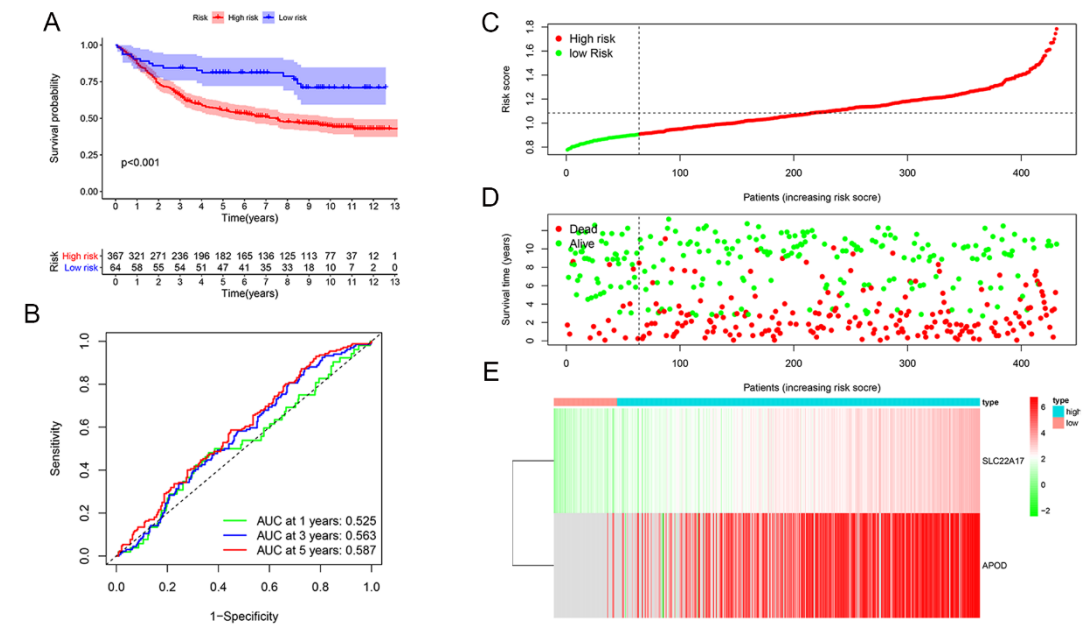 A
Risk High risk Low risk
Survival probability
1.00
0.75
0.50
0.25
0.00
p<0.001
0 1 2 3 4 5 6 7 8 9 10 11 12 13
Time(years)
Risk
High risk 367 321 271 236 196 182 165 136 125 113 77 37 12 1
Low risk 64 58 55 54 51 47 41 35 33 18 10 7 2 0
0 1 2 3 4 5 6 7 8 9 10 11 12 13
Time(years)
B
Sensitivity
1.0
0.8
0.6
0.4
0.2
0.0
AUC at 1 years: 0.525
AUC at 3 years: 0.563
AUC at 5 years: 0.587
0.0 0.2 0.4 0.6 0.8 1.0
1−Specificity
C
Risk score
1.8
1.6
1.4
1.2
1.0
0.8
High risk
low Risk
0 100 200 300 400
Patients (increasing risk socre)
D
Survival time (years)
10
8
6
4
2
0
Dead
Alive
0 100 200 300 400
Patients (increasing risk socre)
E
type
SLC22A17
APOD
6
4
2
0
−2
type
high
low